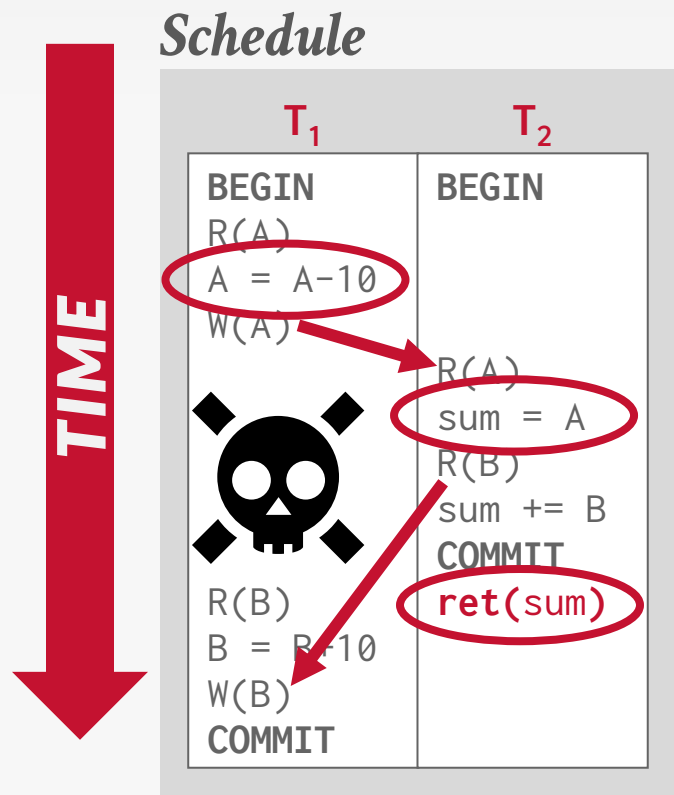 Schedule
TIME
T₁ T₂
BEGIN BEGIN
R(A)
A = A-10
W(A)
R(A)
sum = A
R(B)
sum += B
COMMIT
R(B) ret(sum)
B = B+10
W(B)
COMMIT